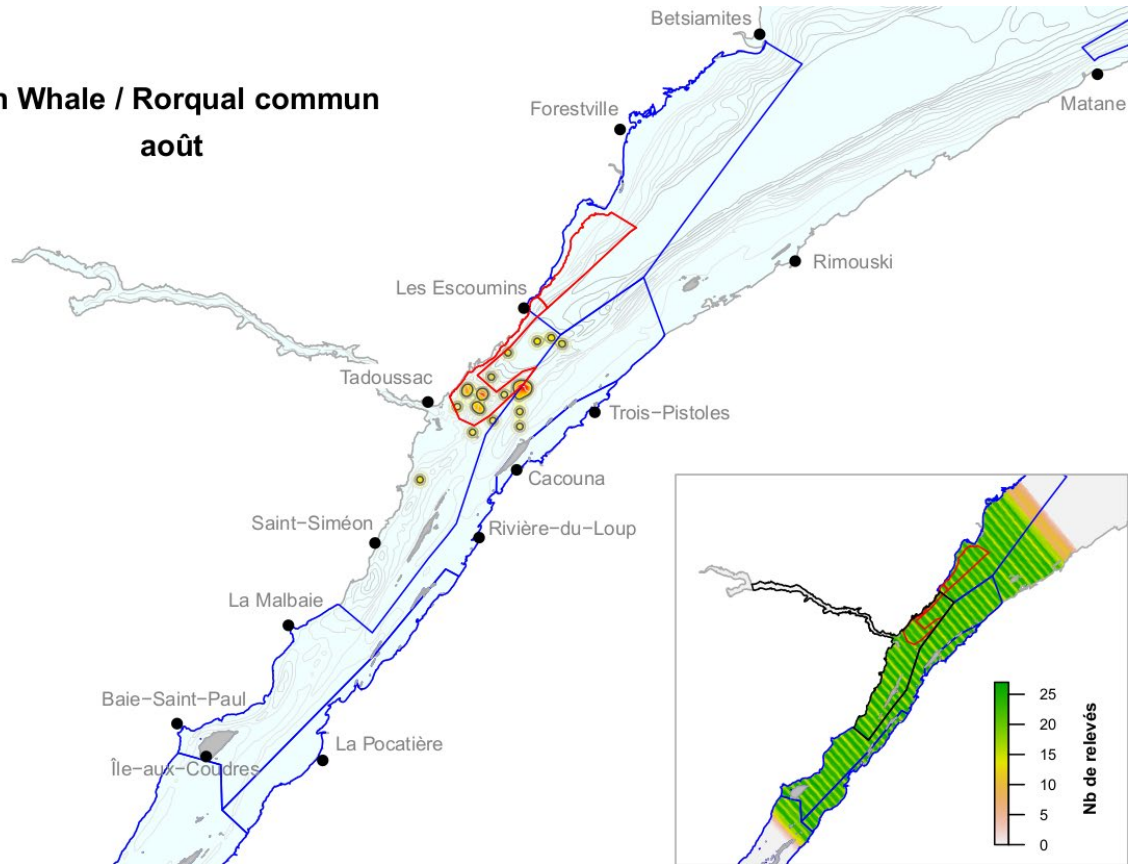 Betsiamites
Matane
n Whale / Rorqual commun
août
Forestville
Rimouski
Les Escoumins
Tadoussac
Trois−Pistoles
Cacouna
Saint−Siméon
Rivière−du−Loup
La Malbaie
Baie−Saint−Paul
La Pocatière
Île−aux−Coudres
25
20
15
10
5
0
Nb de relevés